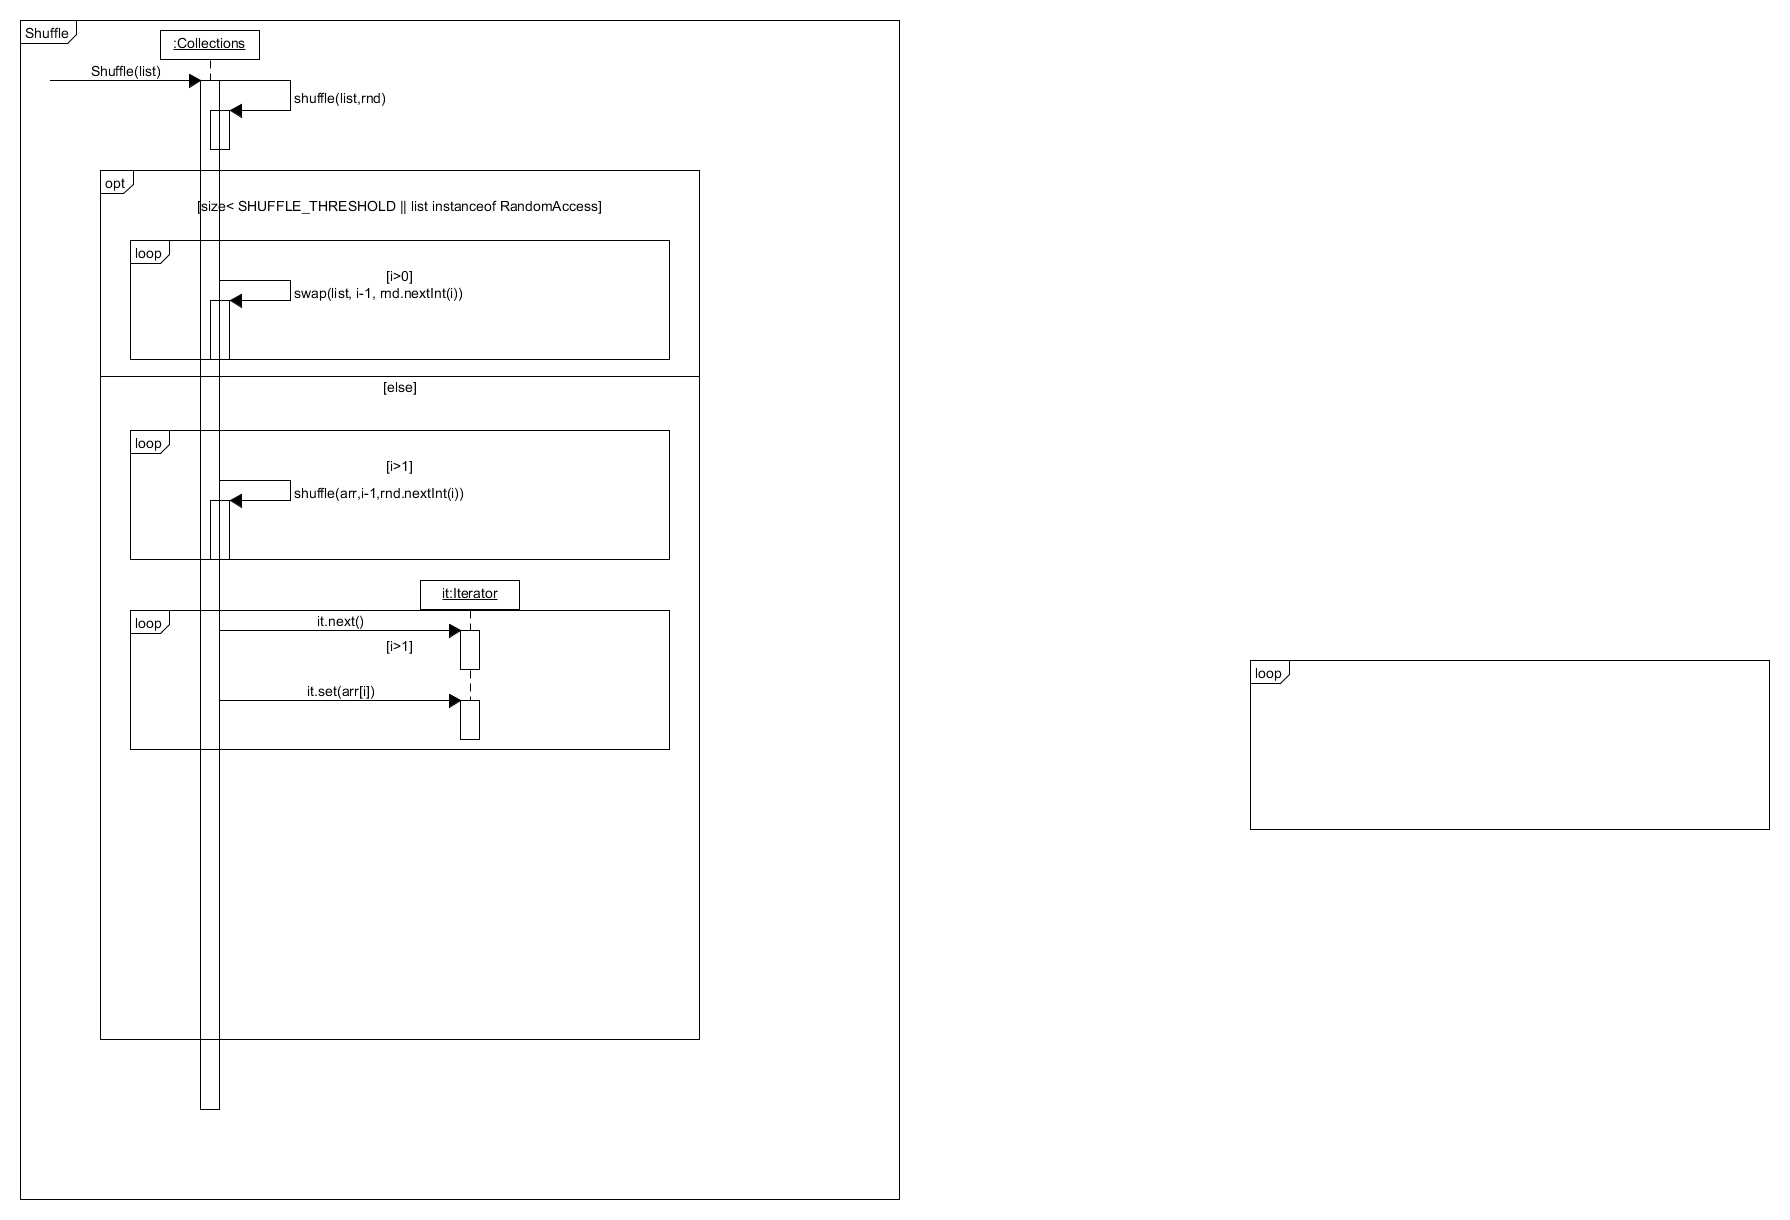 Shuffle
:Collections
Shuffle(list)
shuffle(list,rnd)
opt
[size< SHUFFLE_THRESHOLD || list instanceof RandomAccess]
loop
[i>0]
swap(list, i-1, rnd.nextInt(i))
[else]
loop
[i>1]
shuffle(arr,i-1,rnd.nextInt(i))
it:Iterator
loop
it.next()
[i>1]
it.set(arr[i])
loop